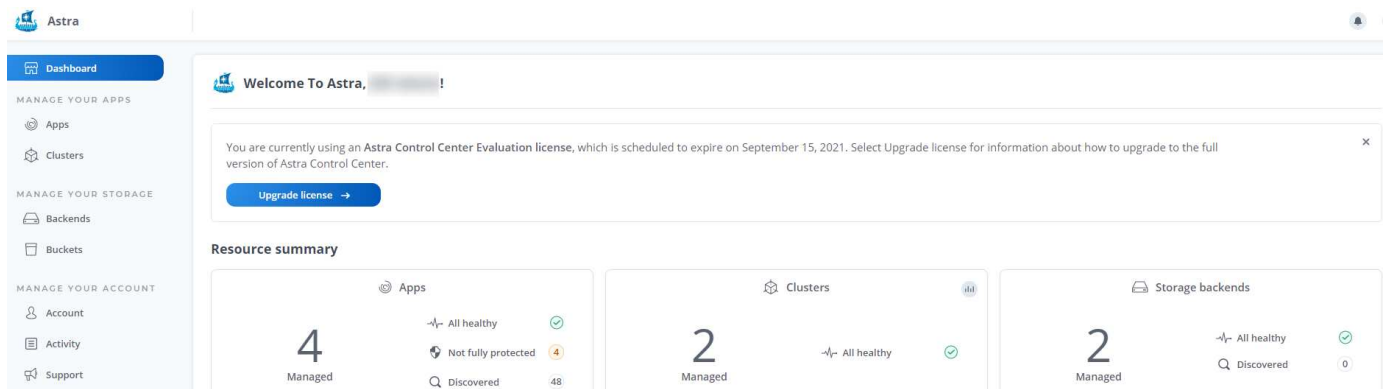 Astra
Dashboard
MANAGE YOUR APPS
Apps
Clusters
MANAGE YOUR STORAGE
Backends
Buckets
MANAGE YOUR ACCOUNT
Account
Activity
Support
Welcome To Astra, !
You are currently using an Astra Control Center Evaluation license, which is scheduled to expire on September 15, 2021. Select Upgrade license for information about how to upgrade to the full
version of Astra Control Center.
Upgrade license →
Resource summary
Apps
4
Managed
All healthy
Not fully protected 4
Discovered 48
Clusters
2
Managed
All healthy
Storage backends
2
Managed
All healthy
Discovered 0